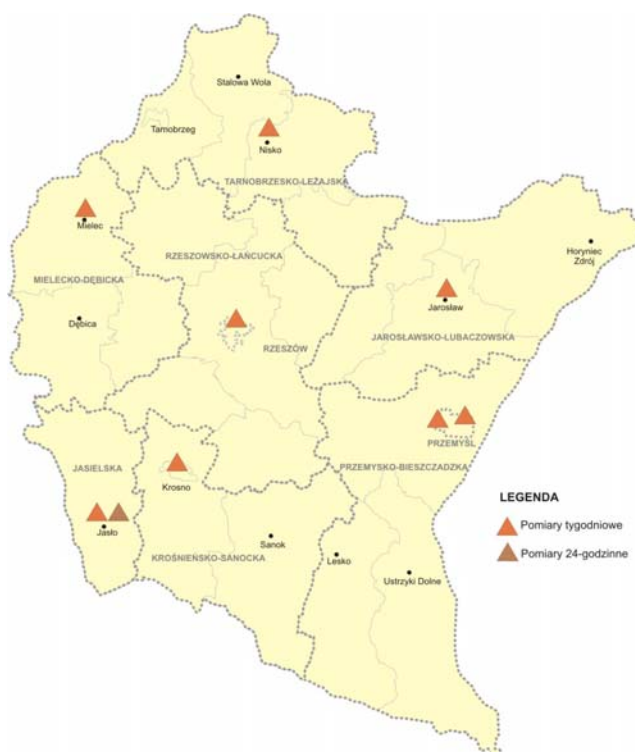 Stalowa Wola
Tarnobrzeg
Nisko
TARNOBRZESKO-LEŻAJSKA
Mielec
RZESZOWSKO-ŁAŃCUCKA
Horyniec
Zdrój
MIELECKO-DĘBICKA
Jarosław
Dębica
JAROSŁAWSKO-LUBACZOWSKA
RZESZÓW
PRZEMYŚL
JASIELSKA
PRZEMYSKO-BIESZCZADZKA
Krosno
Jasło
Sanok
KROŚNIEŃSKO-SANOCKA
Lesko
Ustrzyki Dolne
LEGENDA
Pomiary tygodniowe
Pomiary 24-godzinne